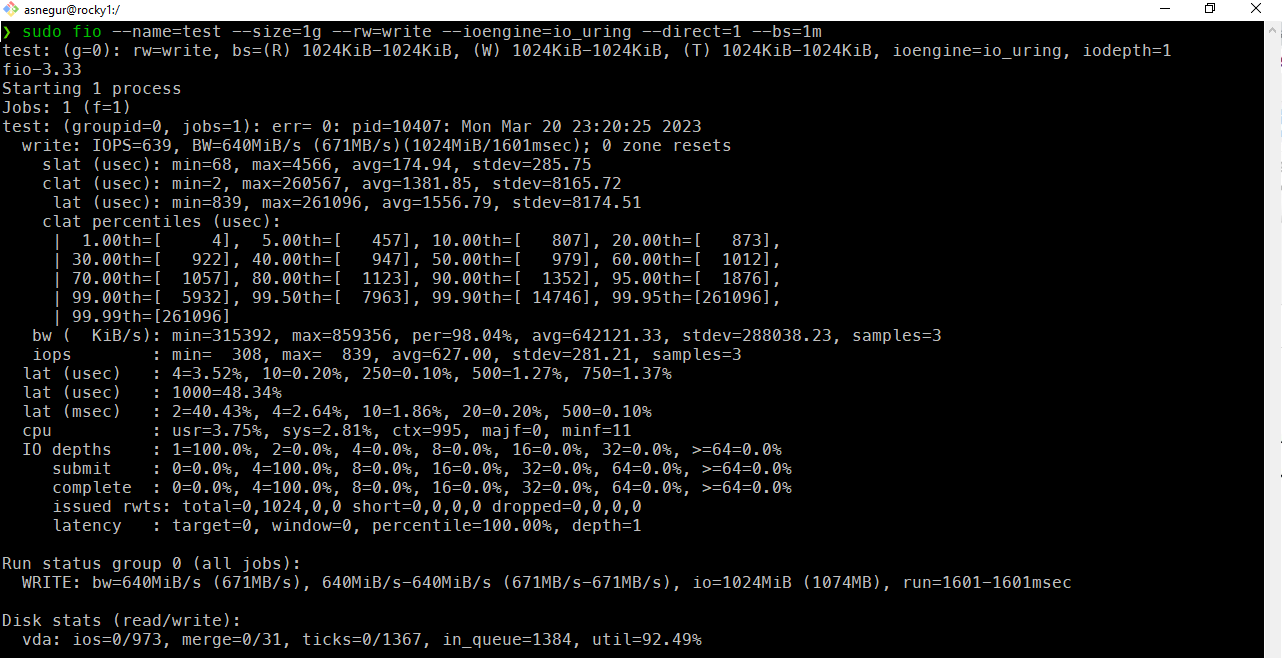 asnegur@rocky1:/
❯ sudo fio --name=test --size=1g --rw=write --ioengine=io_uring --direct=1 --bs=1m
test: (g=0): rw=write, bs=(R) 1024KiB-1024KiB, (W) 1024KiB-1024KiB, (T) 1024KiB-1024KiB, ioengine=io_uring, iodepth=1
fio-3.33
Starting 1 process
Jobs: 1 (f=1)
test: (groupid=0, jobs=1): err= 0: pid=10407: Mon Mar 20 23:20:25 2023
  write: IOPS=639, BW=640MiB/s (671MB/s)(1024MiB/1601msec); 0 zone resets
    slat (usec): min=68, max=4566, avg=174.94, stdev=285.75
    clat (usec): min=2, max=260567, avg=1381.85, stdev=8165.72
     lat (usec): min=839, max=261096, avg=1556.79, stdev=8174.51
    clat percentiles (usec):
     |  1.00th=[     4],  5.00th=[   457], 10.00th=[   807], 20.00th=[   873],
     | 30.00th=[   922], 40.00th=[   947], 50.00th=[   979], 60.00th=[  1012],
     | 70.00th=[  1057], 80.00th=[  1123], 90.00th=[  1352], 95.00th=[  1876],
     | 99.00th=[  5932], 99.50th=[  7963], 99.90th=[ 14746], 99.95th=[261096],
     | 99.99th=[261096]
   bw (  KiB/s): min=315392, max=859356, per=98.04%, avg=642121.33, stdev=288038.23, samples=3
   iops        : min=  308, max=  839, avg=627.00, stdev=281.21, samples=3
  lat (usec)   : 4=3.52%, 10=0.20%, 250=0.10%, 500=1.27%, 750=1.37%
  lat (usec)   : 1000=48.34%
  lat (msec)   : 2=40.43%, 4=2.64%, 10=1.86%, 20=0.20%, 500=0.10%
  cpu          : usr=3.75%, sys=2.81%, ctx=995, majf=0, minf=11
  IO depths    : 1=100.0%, 2=0.0%, 4=0.0%, 8=0.0%, 16=0.0%, 32=0.0%, >=64=0.0%
     submit    : 0=0.0%, 4=100.0%, 8=0.0%, 16=0.0%, 32=0.0%, 64=0.0%, >=64=0.0%
     complete  : 0=0.0%, 4=100.0%, 8=0.0%, 16=0.0%, 32=0.0%, 64=0.0%, >=64=0.0%
     issued rwts: total=0,1024,0,0 short=0,0,0,0 dropped=0,0,0,0
     latency   : target=0, window=0, percentile=100.00%, depth=1

Run status group 0 (all jobs):
  WRITE: bw=640MiB/s (671MB/s), 640MiB/s-640MiB/s (671MB/s-671MB/s), io=1024MiB (1074MB), run=1601-1601msec

Disk stats (read/write):
  vda: ios=0/973, merge=0/31, ticks=0/1367, in_queue=1384, util=92.49%